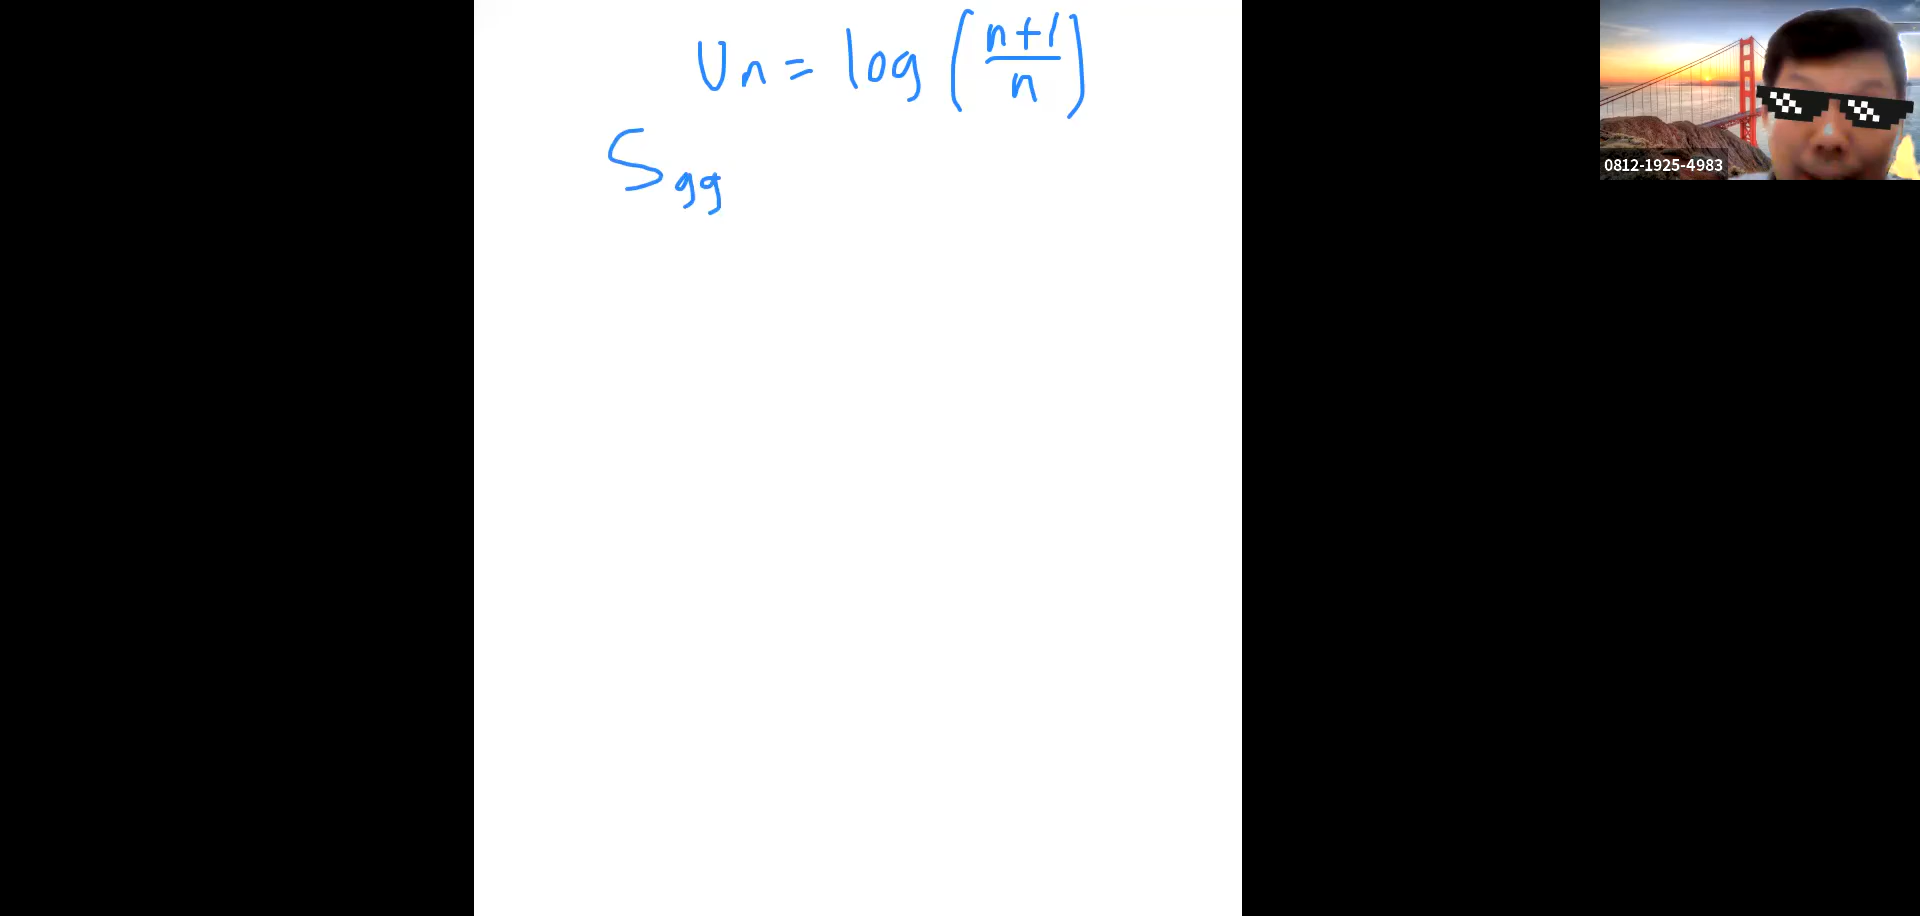 Un = log (n+1/n)
S99
0812-1925-4983